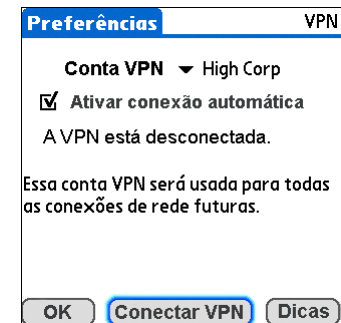 Preferências VPN
Conta VPN High Corp
Ativar conexão automática
A VPN está desconectada.
Essa conta VPN será usada para todas
as conexões de rede futuras.
OK Conectar VPN Dicas